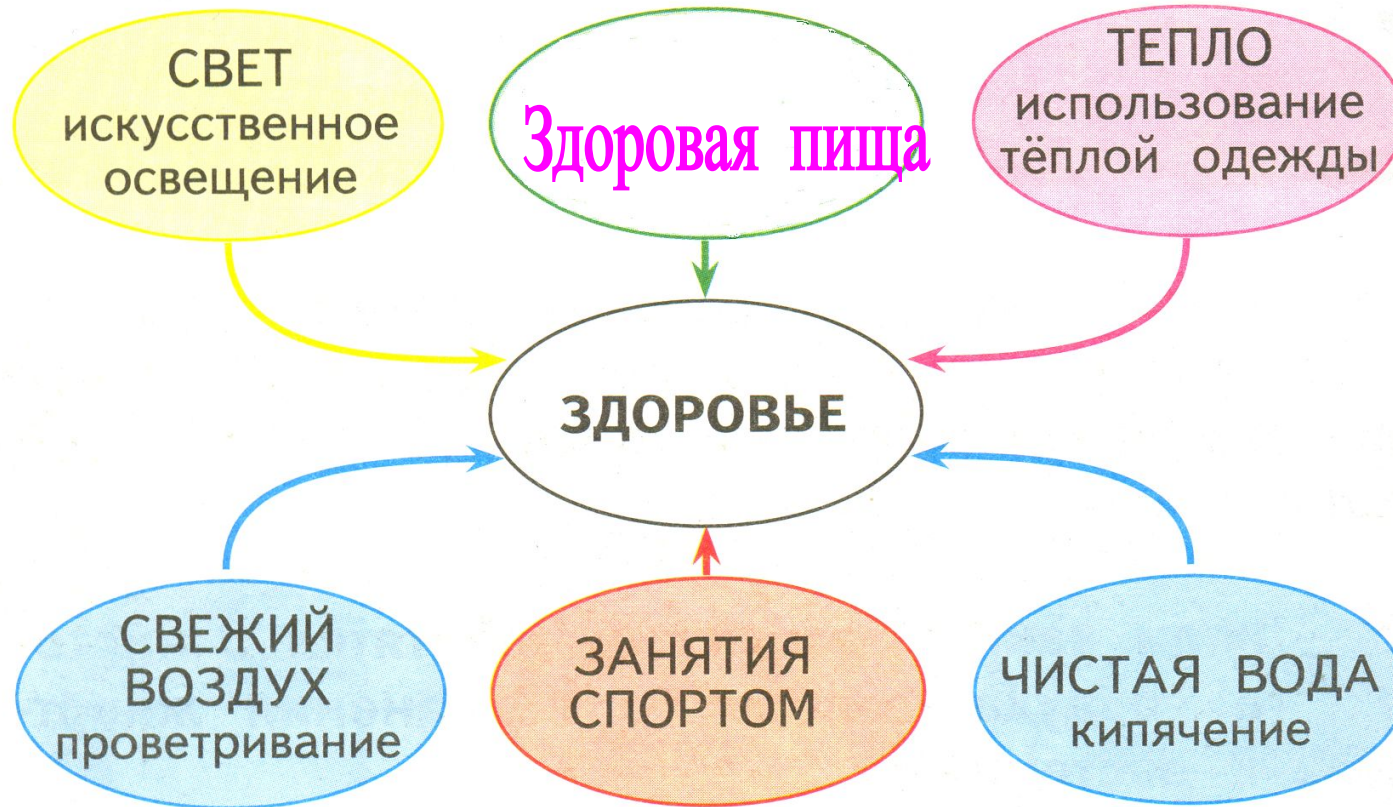 СВЕТ
искусственное
освещение
Здоровая пища
ТЕПЛО
использование
тёплой одежды
ЗДОРОВЬЕ
СВЕЖИЙ
ВОЗДУХ
проветривание
ЗАНЯТИЯ
СПОРТОМ
ЧИСТАЯ ВОДА
кипячение